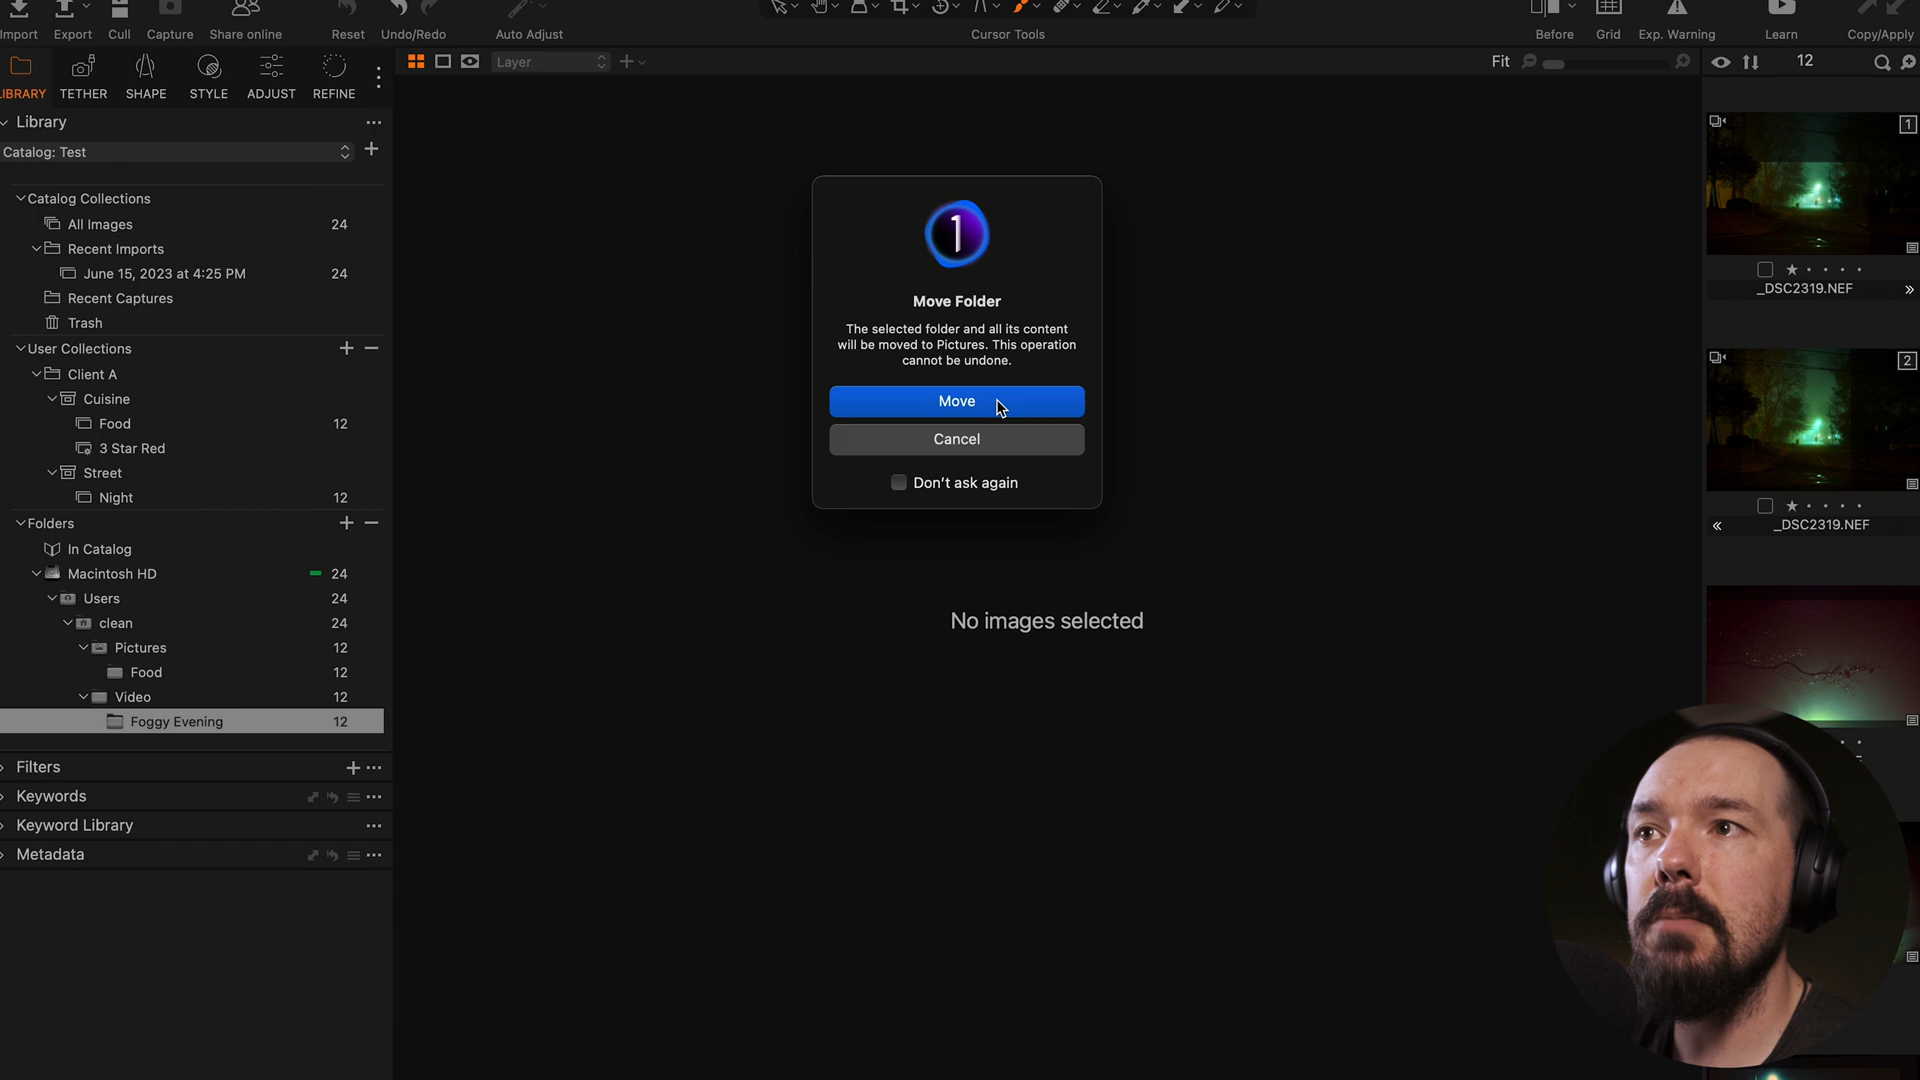 Import
Export
Cull
Capture
Share online
Reset
Undo/Redo
Auto Adjust
Cursor Tools
Before
Grid
Exp. Warning
Learn
Copy/Apply
LIBRARY
TETHER
SHAPE
STYLE
ADJUST
REFINE
Layer
Fit
12
Library
Catalog: Test
Catalog Collections
All Images 24
Recent Imports
June 15, 2023 at 4:25 PM 24
Recent Captures
Trash
User Collections
Client A
Cuisine
Food 12
3 Star Red
Street
Night 12
Folders
In Catalog
Macintosh HD 24
Users 24
clean 24
Pictures 12
Food 12
Video 12
Foggy Evening 12
Filters
Keywords
Keyword Library
Metadata
1
Move Folder
The selected folder and all its content
will be moved to Pictures. This operation
cannot be undone.
Move
Cancel
Don't ask again
No images selected
1
_DSC2319.NEF
2
_DSC2319.NEF